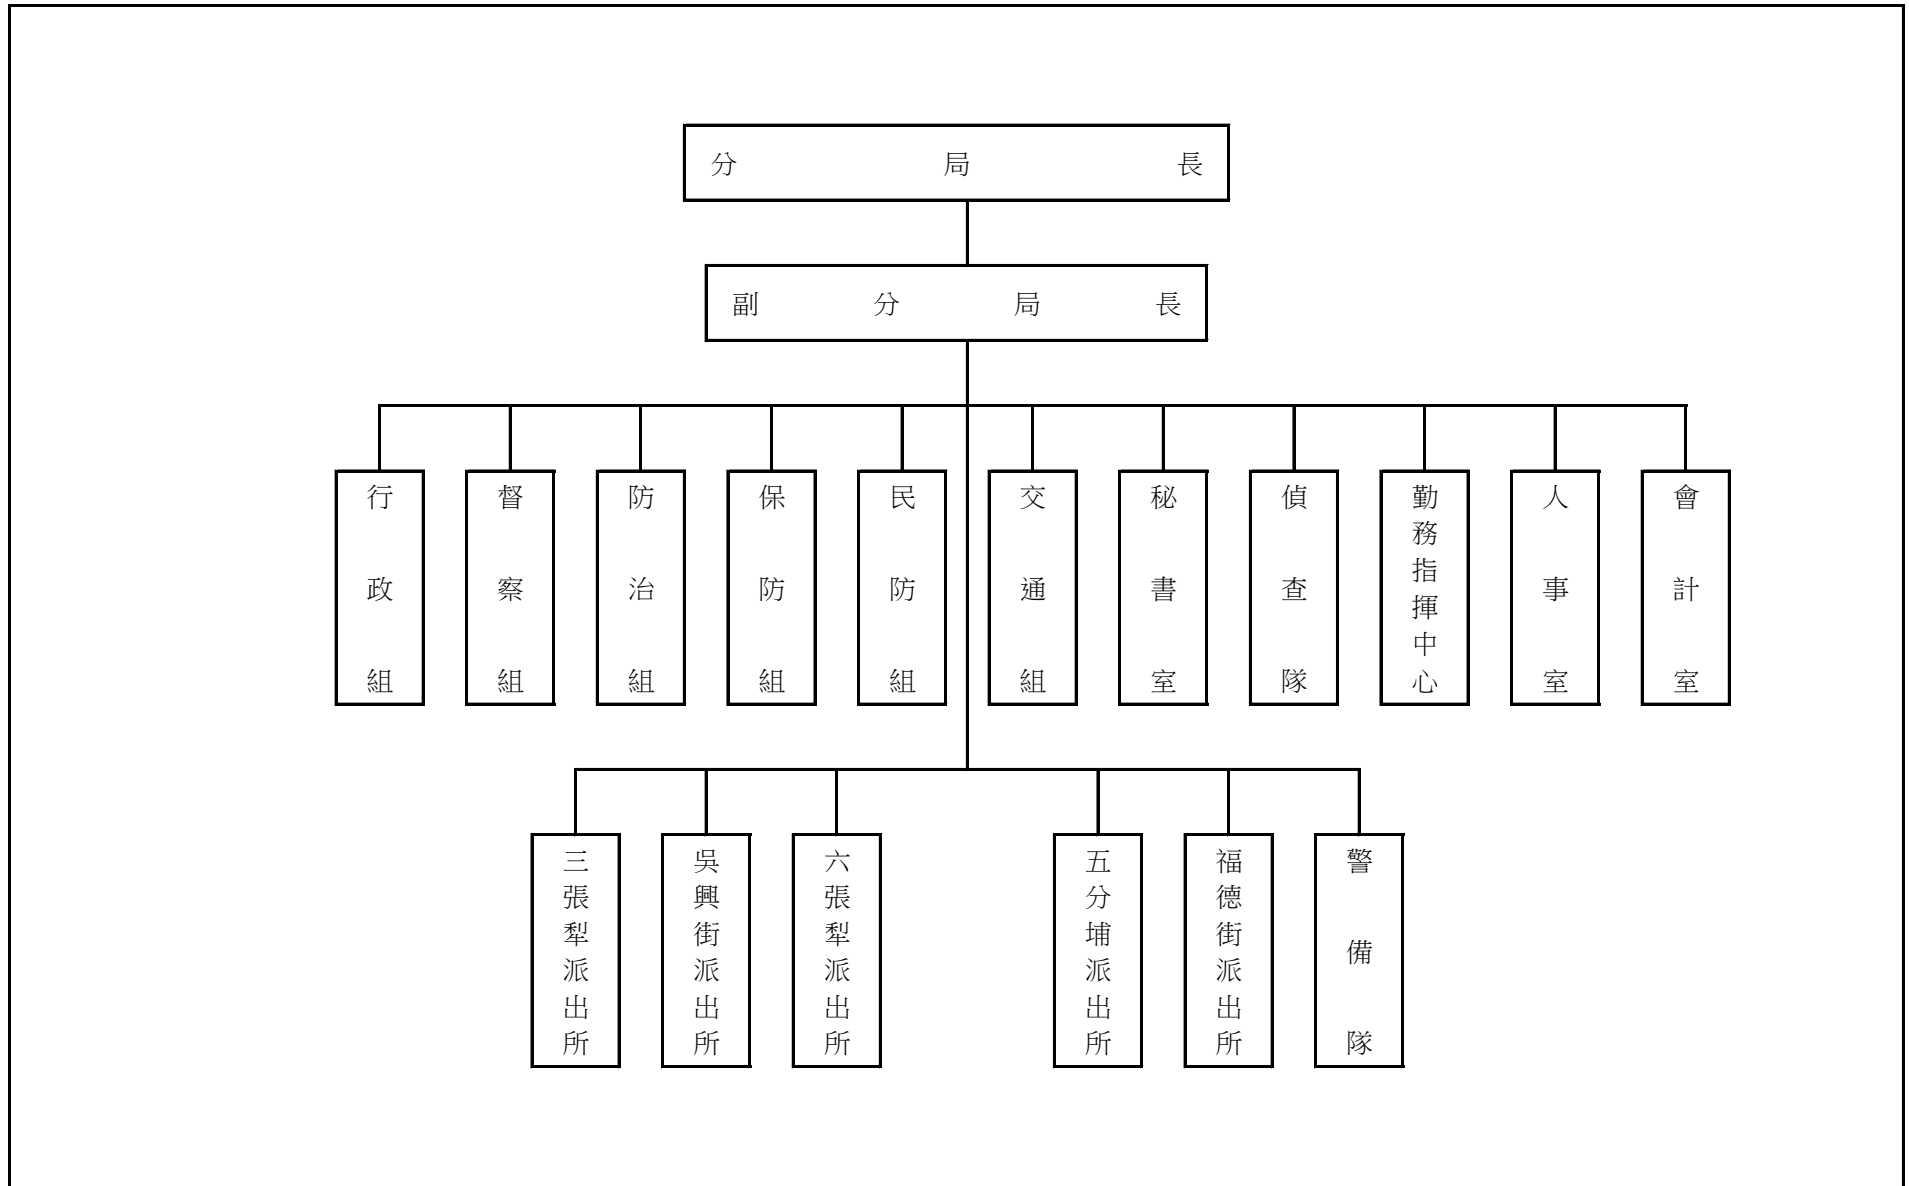 分局長
副分局長
行政組
督察組
防治組
保防組
民防組
交通組
秘書室
偵查隊
勤務指揮中心
人事室
會計室
三張犁派出所
吳興街派出所
六張犁派出所
五分埔派出所
福德街派出所
警備隊